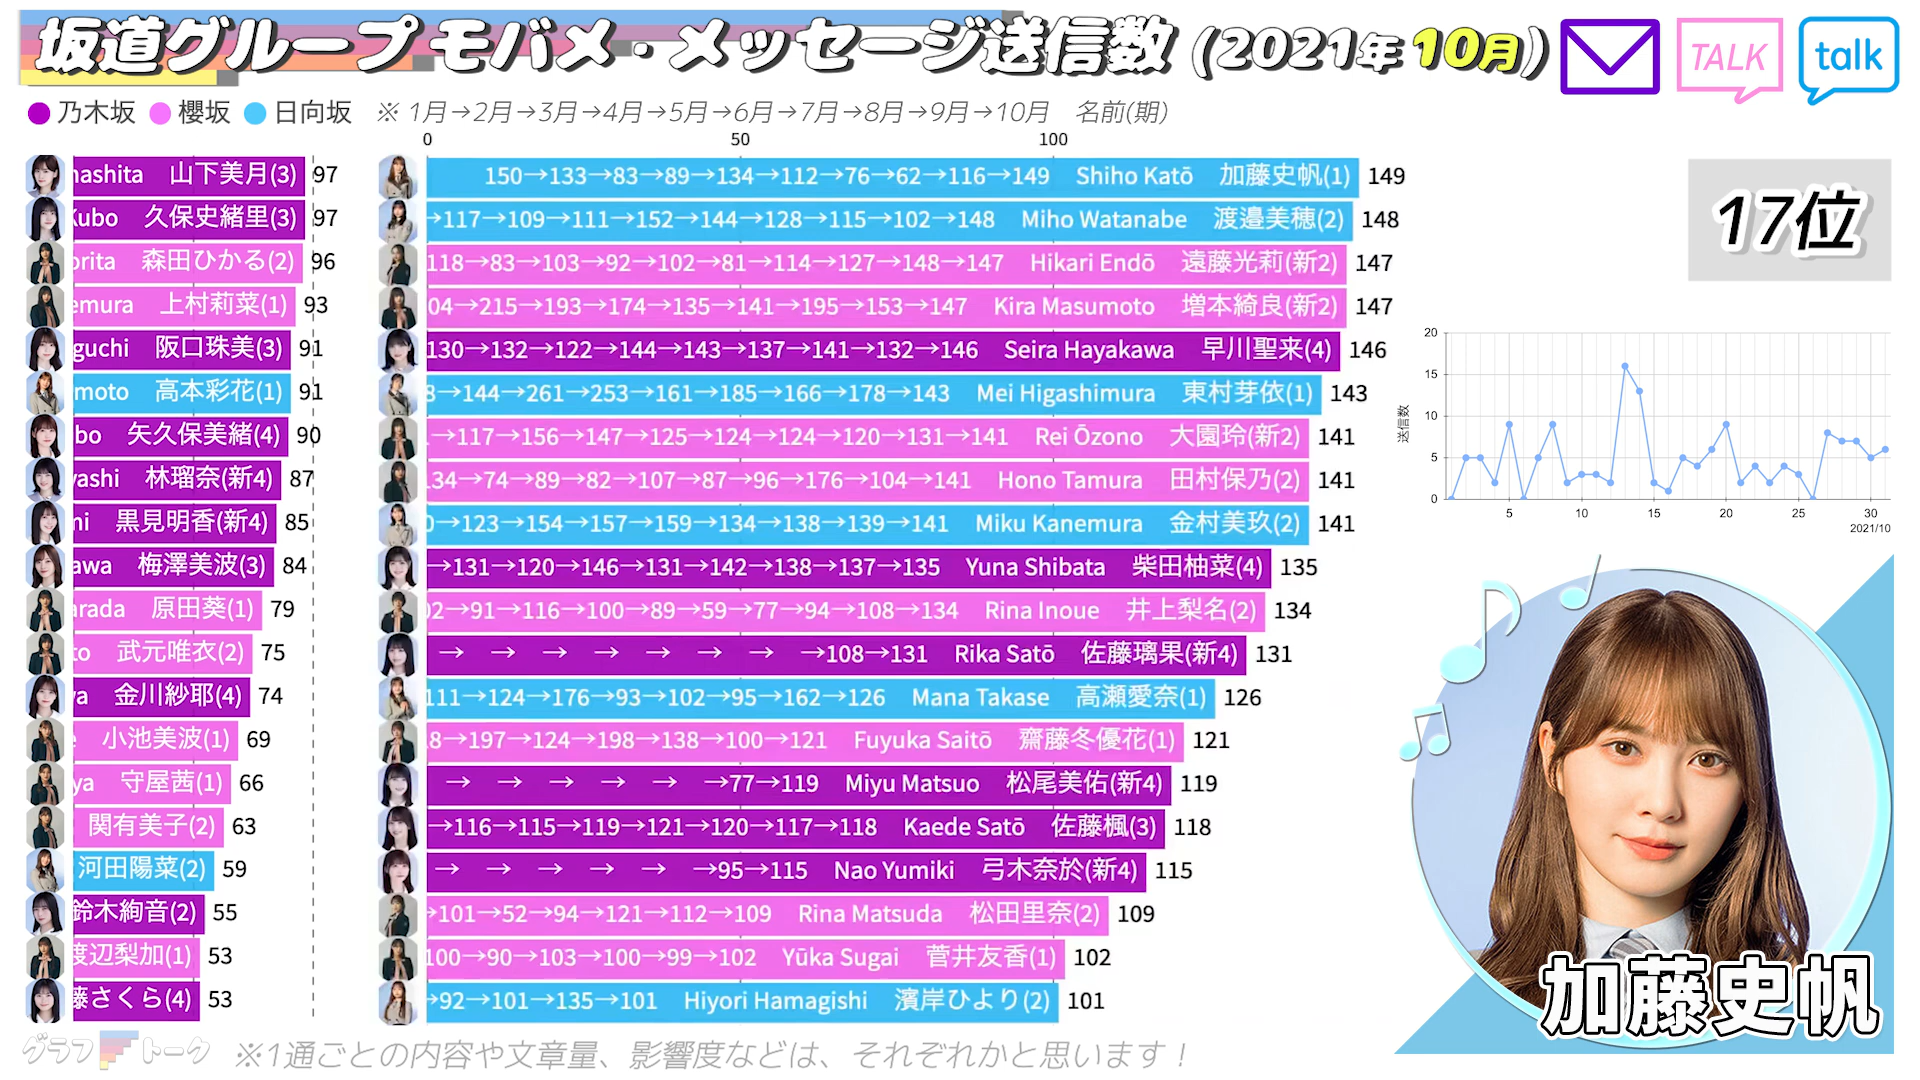 坂道グループ モバメ・メッセージ送信数 (2021年 10月)
TALK
talk
乃木坂 櫻坂 日向坂 ※ 1月→2月→3月→4月→5月→6月→7月→8月→9月→10月 名前(期)
0 50 100
ashita 山下美月(3) 97
Kubo 久保史緒里(3) 97
orita 森田ひかる(2) 96
emura 上村莉菜(1) 93
guchi 阪口珠美(3) 91
moto 高本彩花(1) 91
bo 矢久保美緒(4) 90
yashi 林瑠奈(新4) 87
mi 黒見明香(新4) 85
awa 梅澤美波(3) 84
arada 原田葵(1) 79
to 武元唯衣(2) 75
ya 金川紗耶(4) 74
小池美波(1) 69
ya 守屋茜(1) 66
関有美子(2) 63
河田陽菜(2) 59
鈴木絢音(2) 55
渡辺梨加(1) 53
藤さくら(4) 53
150→133→83→89→134→112→76→62→116→149 Shiho Katō 加藤史帆(1) 149
→117→109→111→152→144→128→115→102→148 Miho Watanabe 渡邉美穂(2) 148
118→83→103→92→102→81→114→127→148→147 Hikari Endō 遠藤光莉(新2) 147
04→215→193→174→135→141→195→153→147 Kira Masumoto 増本綺良(新2) 147
130→132→122→144→143→137→141→132→146 Seira Hayakawa 早川聖来(4) 146
8→144→261→253→161→185→166→178→143 Mei Higashimura 東村芽依(1) 143
→117→156→147→125→124→124→120→131→141 Rei Ōzono 大園玲(新2) 141
34→74→89→82→107→87→96→176→104→141 Hono Tamura 田村保乃(2) 141
→123→154→157→159→134→138→139→141 Miku Kanemura 金村美玖(2) 141
→131→120→146→131→142→138→137→135 Yuna Shibata 柴田柚菜(4) 135
02→91→116→100→89→59→77→94→108→134 Rina Inoue 井上梨名(2) 134
→ → → → → → → →108→131 Rika Satō 佐藤璃果(新4) 131
111→124→176→93→102→95→162→126 Mana Takase 高瀬愛奈(1) 126
8→197→124→198→138→100→121 Fuyuka Saitō 齋藤冬優花(1) 121
→ → → → → →77→119 Miyu Matsuo 松尾美佑(新4) 119
→116→115→119→121→120→117→118 Kaede Satō 佐藤楓(3) 118
→ → → → → →95→115 Nao Yumiki 弓木奈於(新4) 115
→101→52→94→121→112→109 Rina Matsuda 松田里奈(2) 109
100→90→103→100→99→102 Yūka Sugai 菅井友香(1) 102
→92→101→135→101 Hiyori Hamagishi 濱岸ひより(2) 101
17位
20
15
10
5
0
送信数
5 10 15 20 25 30
2021/10
加藤史帆
グラフトーク ※1通ごとの内容や文章量、影響度などは、それぞれかと思います！